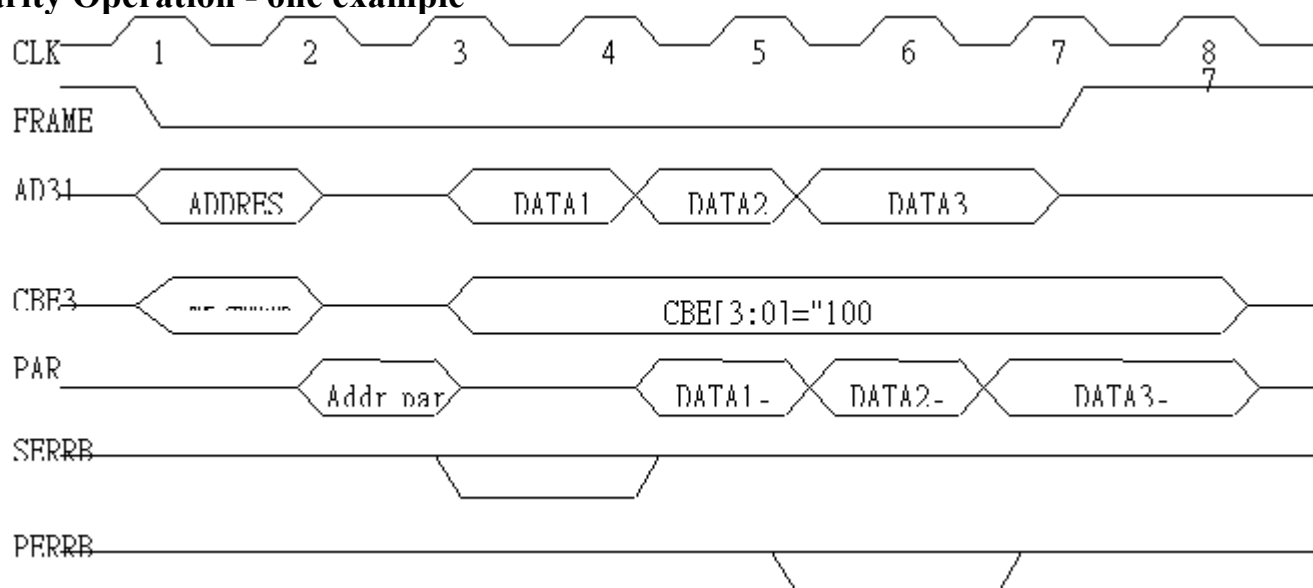 arity Operation - one example
CLK 1 2 3 4 5 6 7 8
7
FRAME
AD31 ADDRES DATA1 DATA2 DATA3
CBE3 CBE[3:0]="100
PAR Addr par DATA1- DATA2- DATA3-
SERRB
PERRB